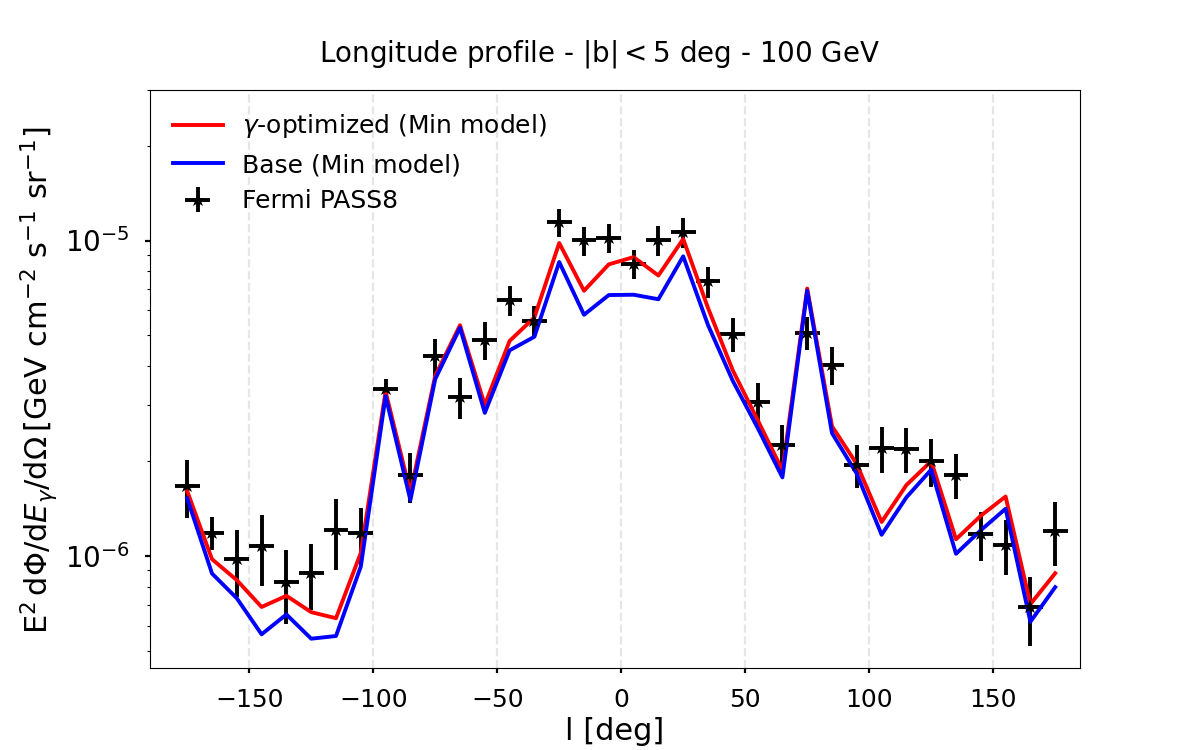 Longitude profile - |b| < 5 deg - 100 GeV
γ-optimized (Min model)
Base (Min model)
Fermi PASS8
E² dΦ/dE_γ/dΩ [GeV cm⁻² s⁻¹ sr⁻¹]
10⁻⁵
10⁻⁶
−150 −100 −50 0 50 100 150
l [deg]